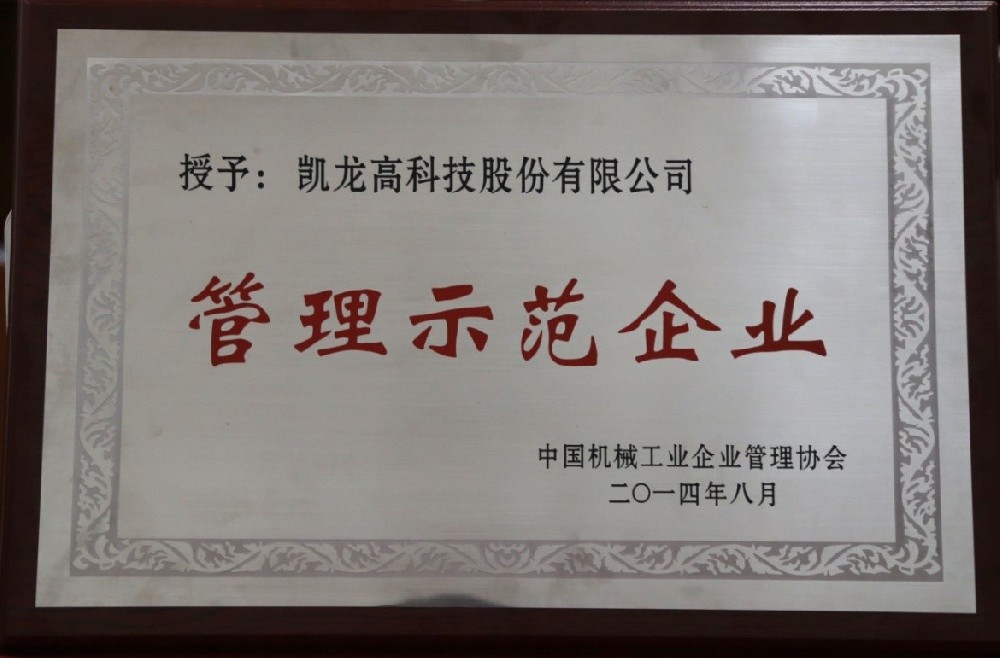 授予：凯龙高科技股份有限公司
管理示范企业
中国机械工业企业管理协会
二〇一四年八月